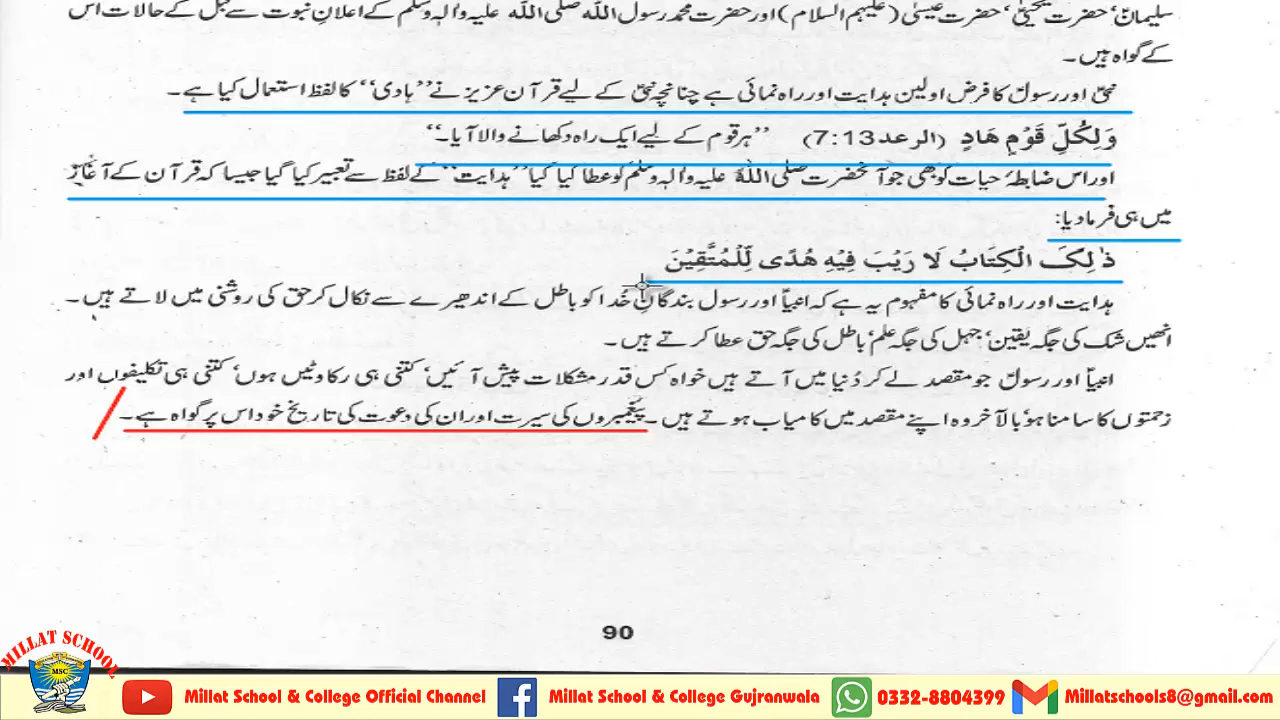 سلیمانؑ، حضرت یحییٰؑ، حضرت عیسیٰ (علیہم السلام) اور حضرت محمد رسول اللہ صلی اللہ علیہ وآلہ وسلم کے اعلانِ نبوت سے قبل کے حالات اس
کے گواہ ہیں۔
نبیؑ اور رسولؑ کا فرض اولین ہدایت اور راہ نمائی ہے چنانچہ نبیؑ کے لیے قرآن عزیز نے ’’ہادی‘‘ کا لفظ استعمال کیا ہے۔
وَلِکُلِّ قَوْمٍ هَادٍ (الرعد 7:13) ’’ہر قوم کے لیے ایک راہ دکھانے والا آیا۔‘‘
اور اس ضابطۂ حیات کو بھی جو آنحضرت صلی اللہ علیہ وآلہ وسلم کو عطا کیا گیا ’’ہدایت‘‘ کے لفظ سے تعبیر کیا گیا جیسا کہ قرآن کے آغاز
میں ہی فرما دیا:
ذٰلِکَ الْکِتَابُ لَا رَیْبَ فِیْهِ هُدًی لِّلْمُتَّقِیْنَ
ہدایت اور راہ نمائی کا مفہوم یہ ہے کہ انبیاؑ اور رسول بندگانِ خُدا کو باطل کے اندھیرے سے نکال کر حق کی روشنی میں لاتے ہیں۔
انھیں شک کی جگہ یقین، جہل کی جگہ علم، باطل کی جگہ حق عطا کرتے ہیں۔
انبیاؑ اور رسولؑ جو مقصد لے کر دُنیا میں آتے ہیں خواہ کس قدر مشکلات پیش آئیں، کتنی ہی رکاوٹیں ہوں، کتنی ہی تکلیفوں اور
زحمتوں کا سامنا ہو، بالآخر وہ اپنے مقصد میں کامیاب ہوتے ہیں۔ پیغمبروں کی سیرت اور ان کی دعوت کی تاریخ خود اس پر گواہ ہے۔
90
MILLAT SCHOOL
MSC
Millat School & College Official Channel
Millat School & College Gujranwala
0332-8804399
Millatschools8@gmail.com